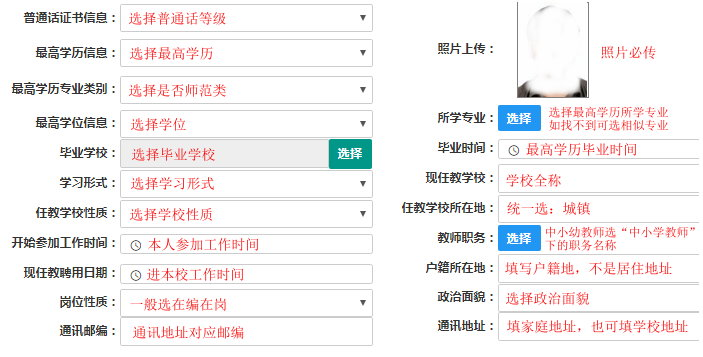 普通话证书信息： 选择普通话等级
最高学历信息： 选择最高学历
最高学历专业类别： 选择是否师范类
最高学位信息： 选择学位
毕业学校： 选择毕业学校 选择
学习形式： 选择学习形式
任教学校性质： 选择学校性质
开始参加工作时间： 本人参加工作时间
现任教聘用日期： 进本校工作时间
岗位性质： 一般选在编在岗
通讯邮编： 通讯地址对应邮编
照片上传： 照片必传
所学专业： 选择 选择最高学历所学专业
如找不到可选相似专业
毕业时间： 最高学历毕业时间
现任教学校： 学校全称
任教学校所在地： 统一选：城镇
教师职务： 选择 中小幼教师选“中小学教师”
下的职务名称
户籍所在地： 填写户籍地，不是居住地址
政治面貌： 选择政治面貌
通讯地址： 填家庭地址，也可填学校地址